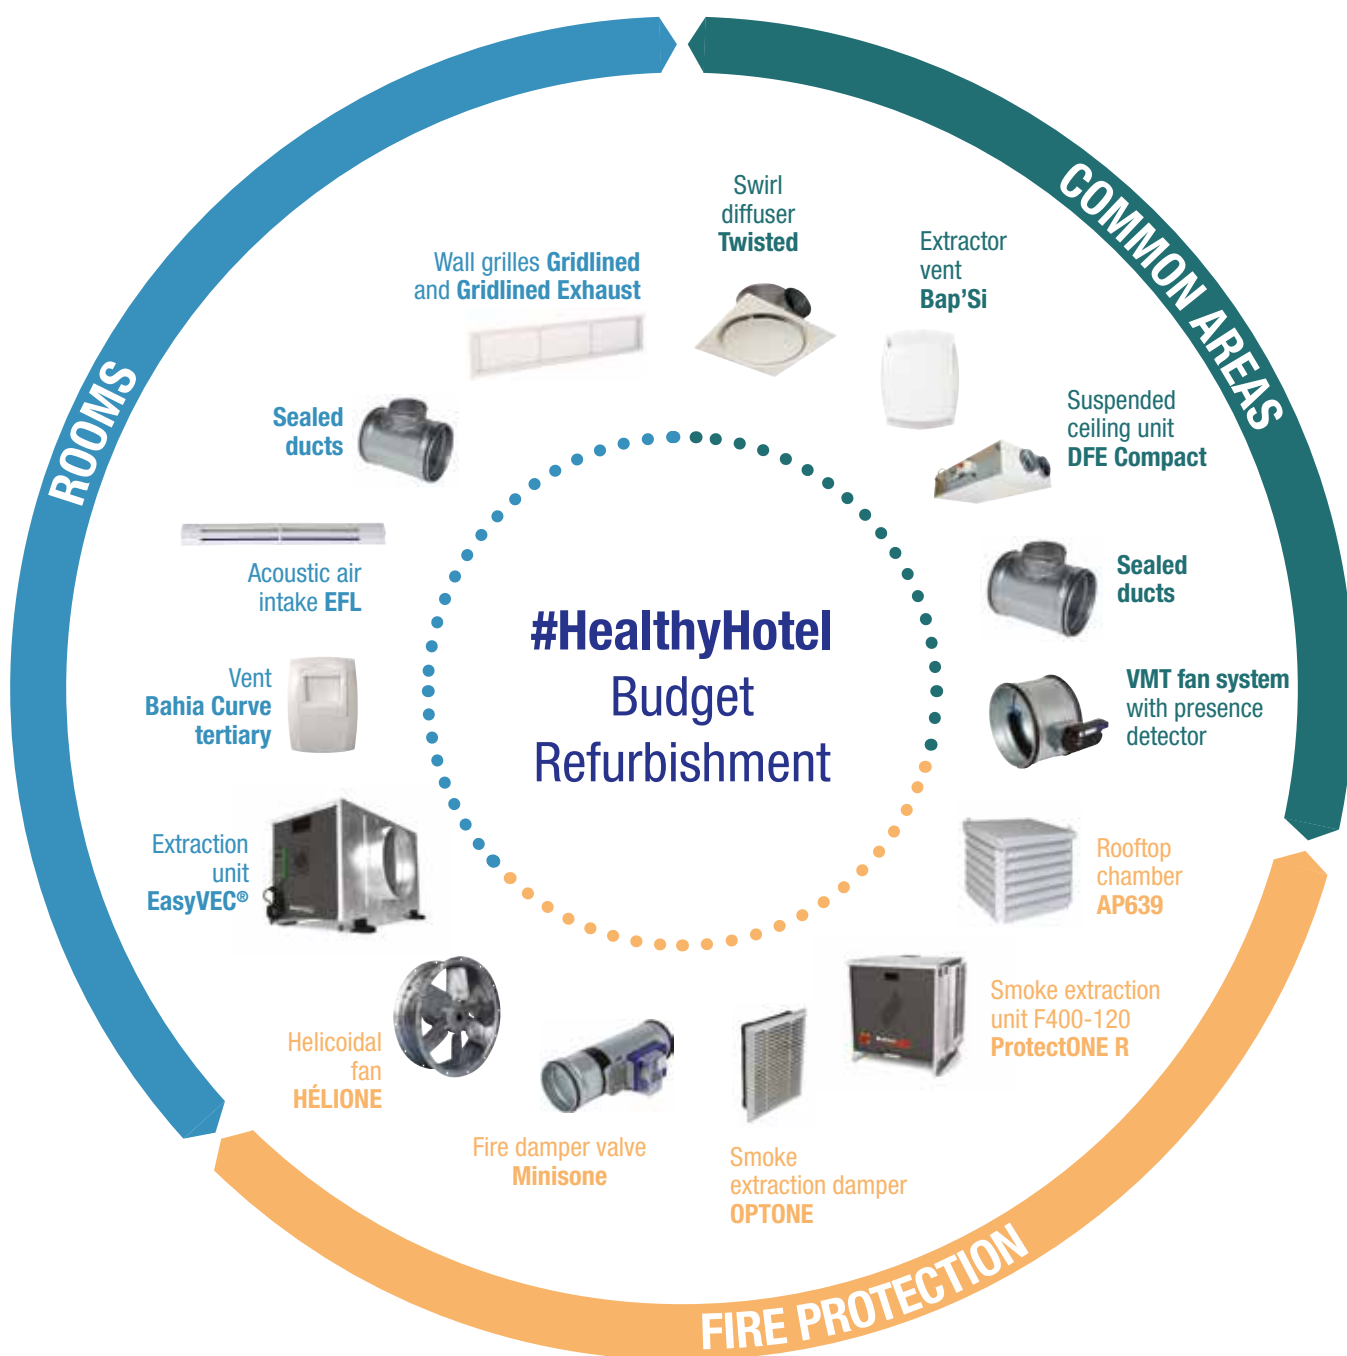 ROOMS
COMMON AREAS
FIRE PROTECTION
#HealthyHotel
Budget
Refurbishment
Wall grilles Gridlined
and Gridlined Exhaust
Sealed
ducts
Acoustic air
intake EFL
Vent
Bahia Curve
tertiary
Extraction
unit
EasyVEC®
Swirl
diffuser
Twisted
Extractor
vent
Bap'Si
Suspended
ceiling unit
DFE Compact
Sealed
ducts
VMT fan system
with presence
detector
Rooftop
chamber
AP639
Smoke extraction
unit F400-120
ProtectONE R
Smoke
extraction damper
OPTONE
Fire damper valve
Minisone
Helicoidal
fan
HÉLIONE